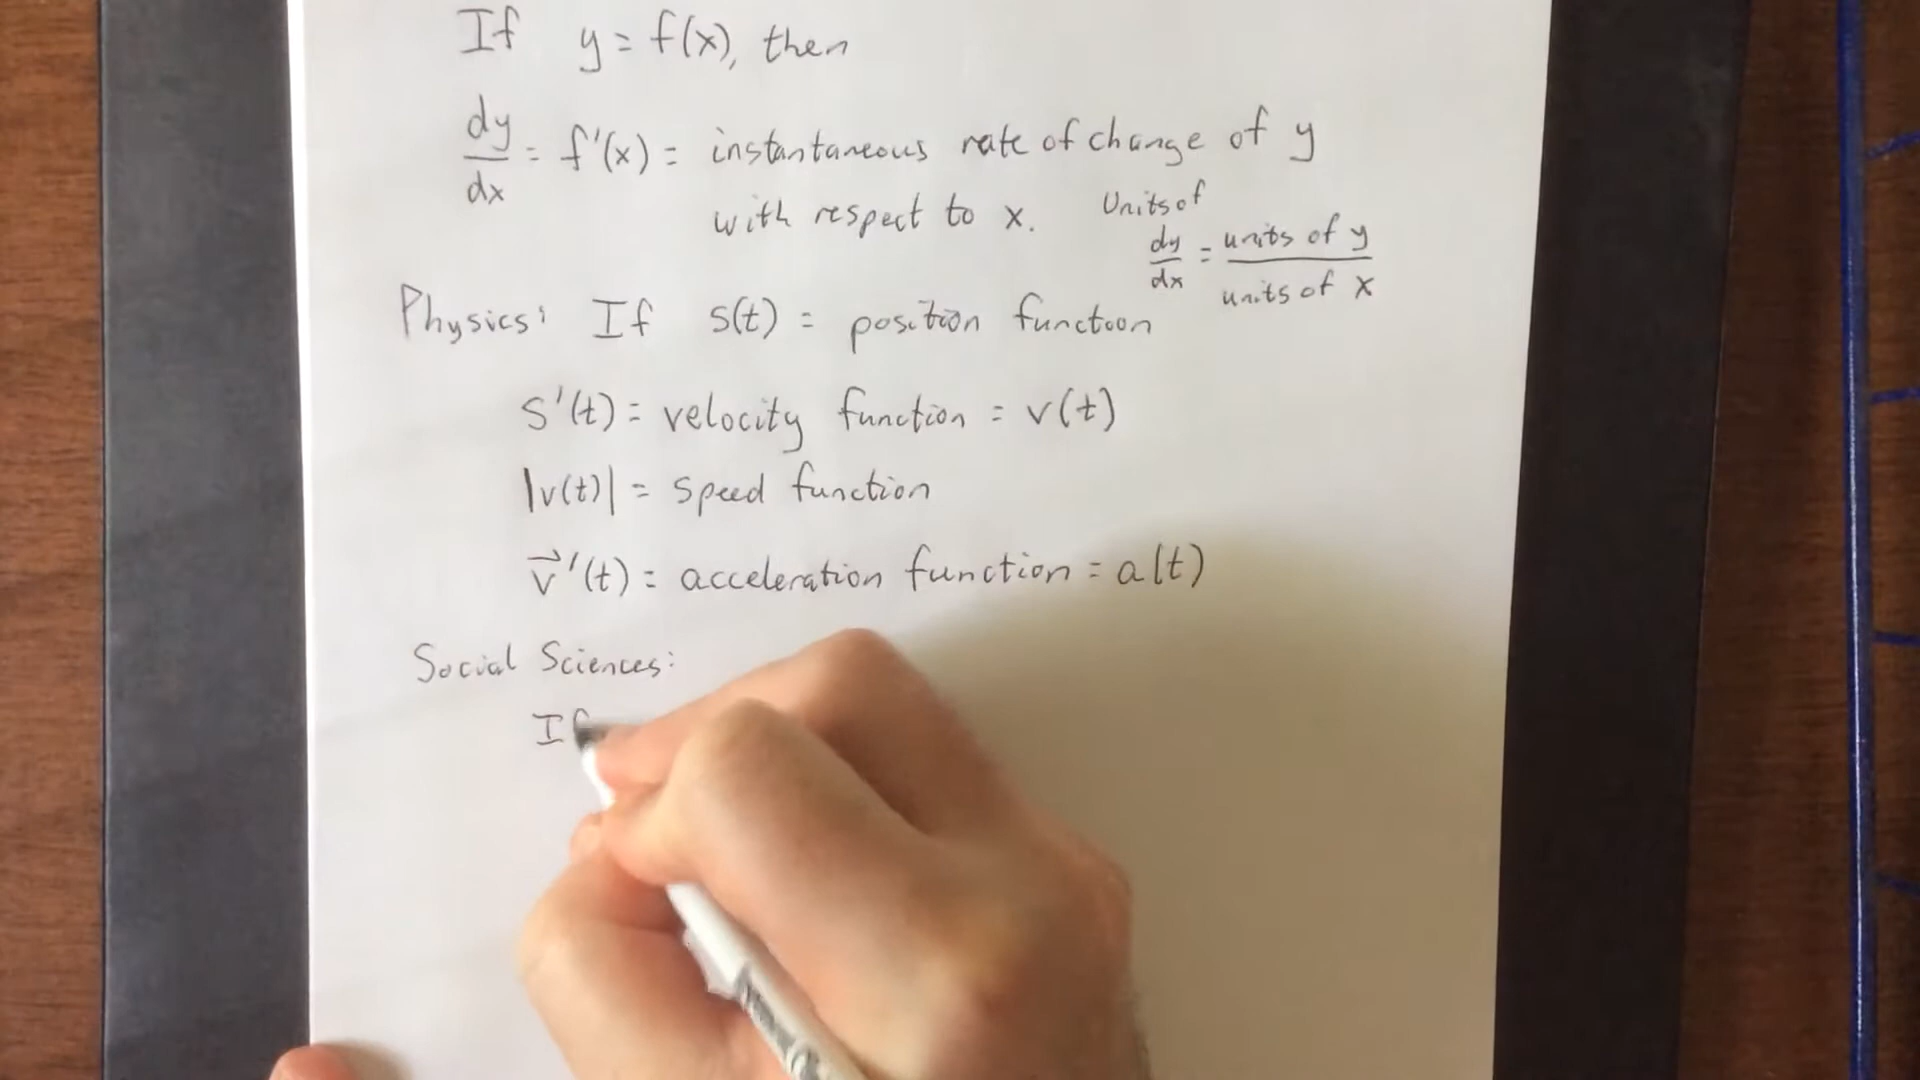 If y = f(x), then
dy/dx = f'(x) = instantaneous rate of change of y
with respect to x.
Units of
dy/dx = units of y / units of x
Physics: If s(t) = position function
s'(t) = velocity function = v(t)
|v(t)| = speed function
v⃗'(t) = acceleration function = a(t)
Social Sciences:
If